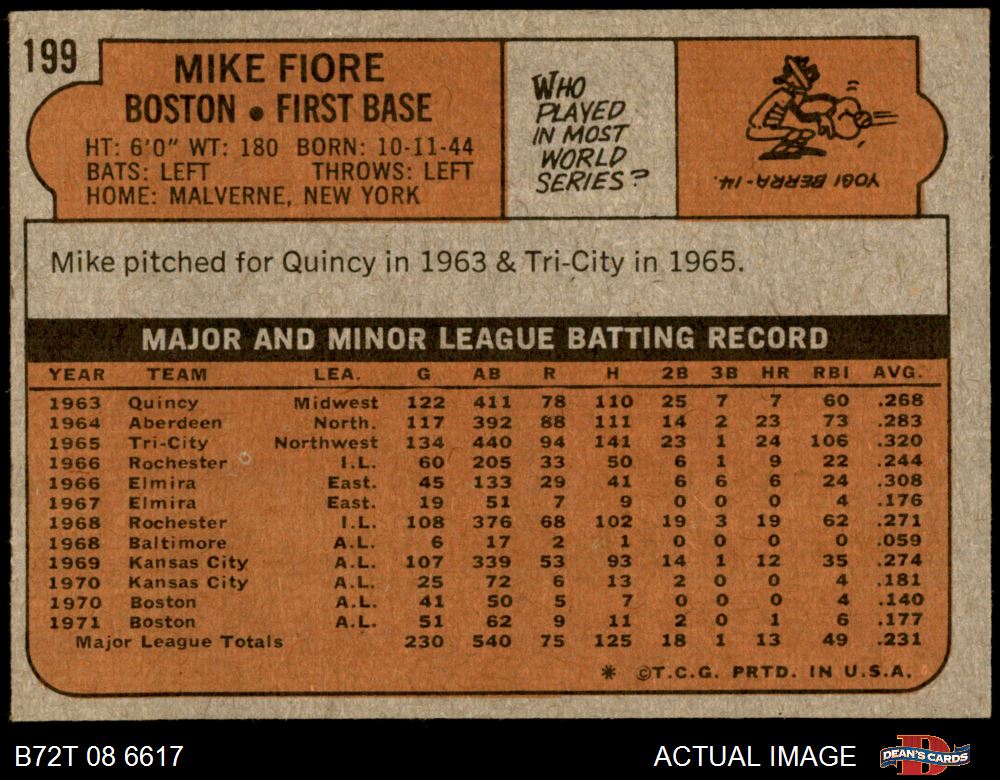 199
MIKE FIORE
BOSTON • FIRST BASE
HT: 6'0" WT: 180 BORN: 10-11-44
BATS: LEFT THROWS: LEFT
HOME: MALVERNE, NEW YORK
WHO
PLAYED
IN MOST
WORLD
SERIES?
YOGI BERRA-14.
Mike pitched for Quincy in 1963 & Tri-City in 1965.
MAJOR AND MINOR LEAGUE BATTING RECORD
YEAR TEAM LEA. G AB R H 2B 3B HR RBI AVG.
1963 Quincy Midwest 122 411 78 110 25 7 7 60 .268
1964 Aberdeen North. 117 392 88 111 14 2 23 73 .283
1965 Tri-City Northwest 134 440 94 141 23 1 24 106 .320
1966 Rochester I.L. 60 205 33 50 6 1 9 22 .244
1966 Elmira East. 45 133 29 41 6 6 6 24 .308
1967 Elmira East. 19 51 7 9 0 0 0 4 .176
1968 Rochester I.L. 108 376 68 102 19 3 19 62 .271
1968 Baltimore A.L. 6 17 2 1 0 0 0 0 .059
1969 Kansas City A.L. 107 339 53 93 14 1 12 35 .274
1970 Kansas City A.L. 25 72 6 13 2 0 0 4 .181
1970 Boston A.L. 41 50 5 7 0 0 0 4 .140
1971 Boston A.L. 51 62 9 11 2 0 1 6 .177
Major League Totals 230 540 75 125 18 1 13 49 .231
* ©T.C.G. PRTD. IN U.S.A.
B72T 08 6617
ACTUAL IMAGE
DEAN'S CARDS